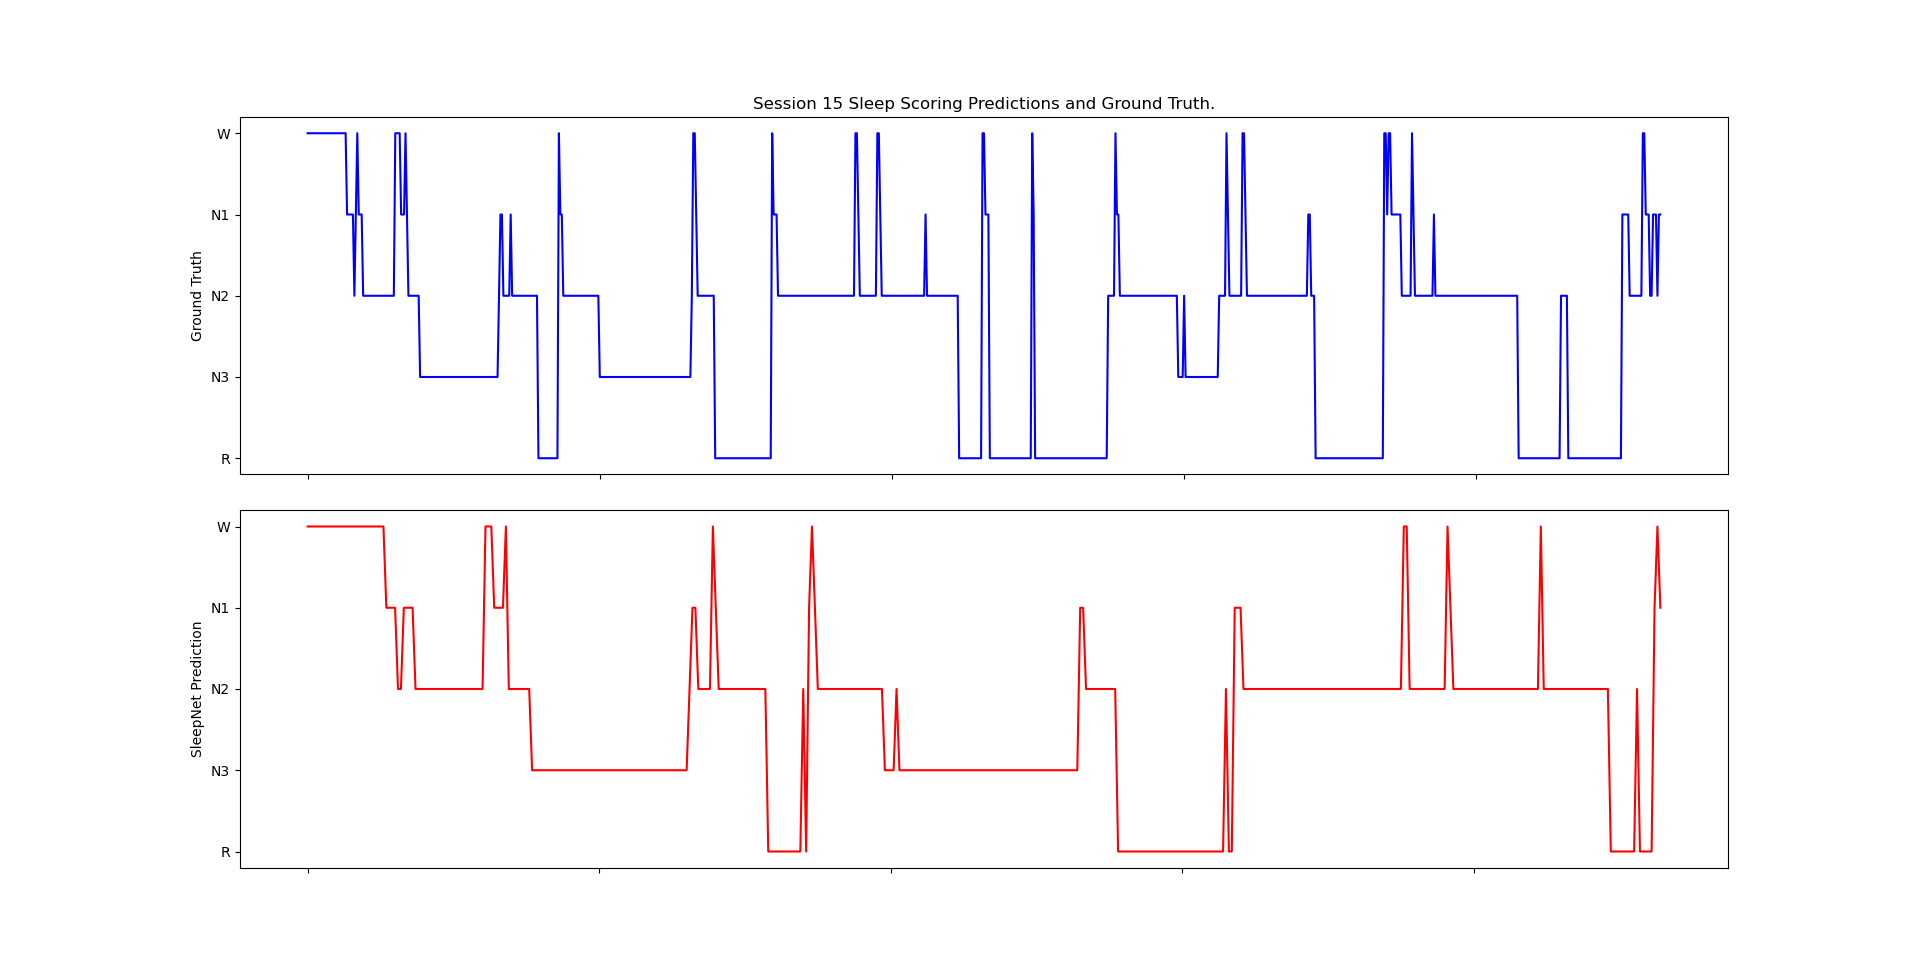 Session 15 Sleep Scoring Predictions and Ground Truth.
W
N1
N2
N3
R
Ground Truth
W
N1
N2
N3
R
SleepNet Prediction